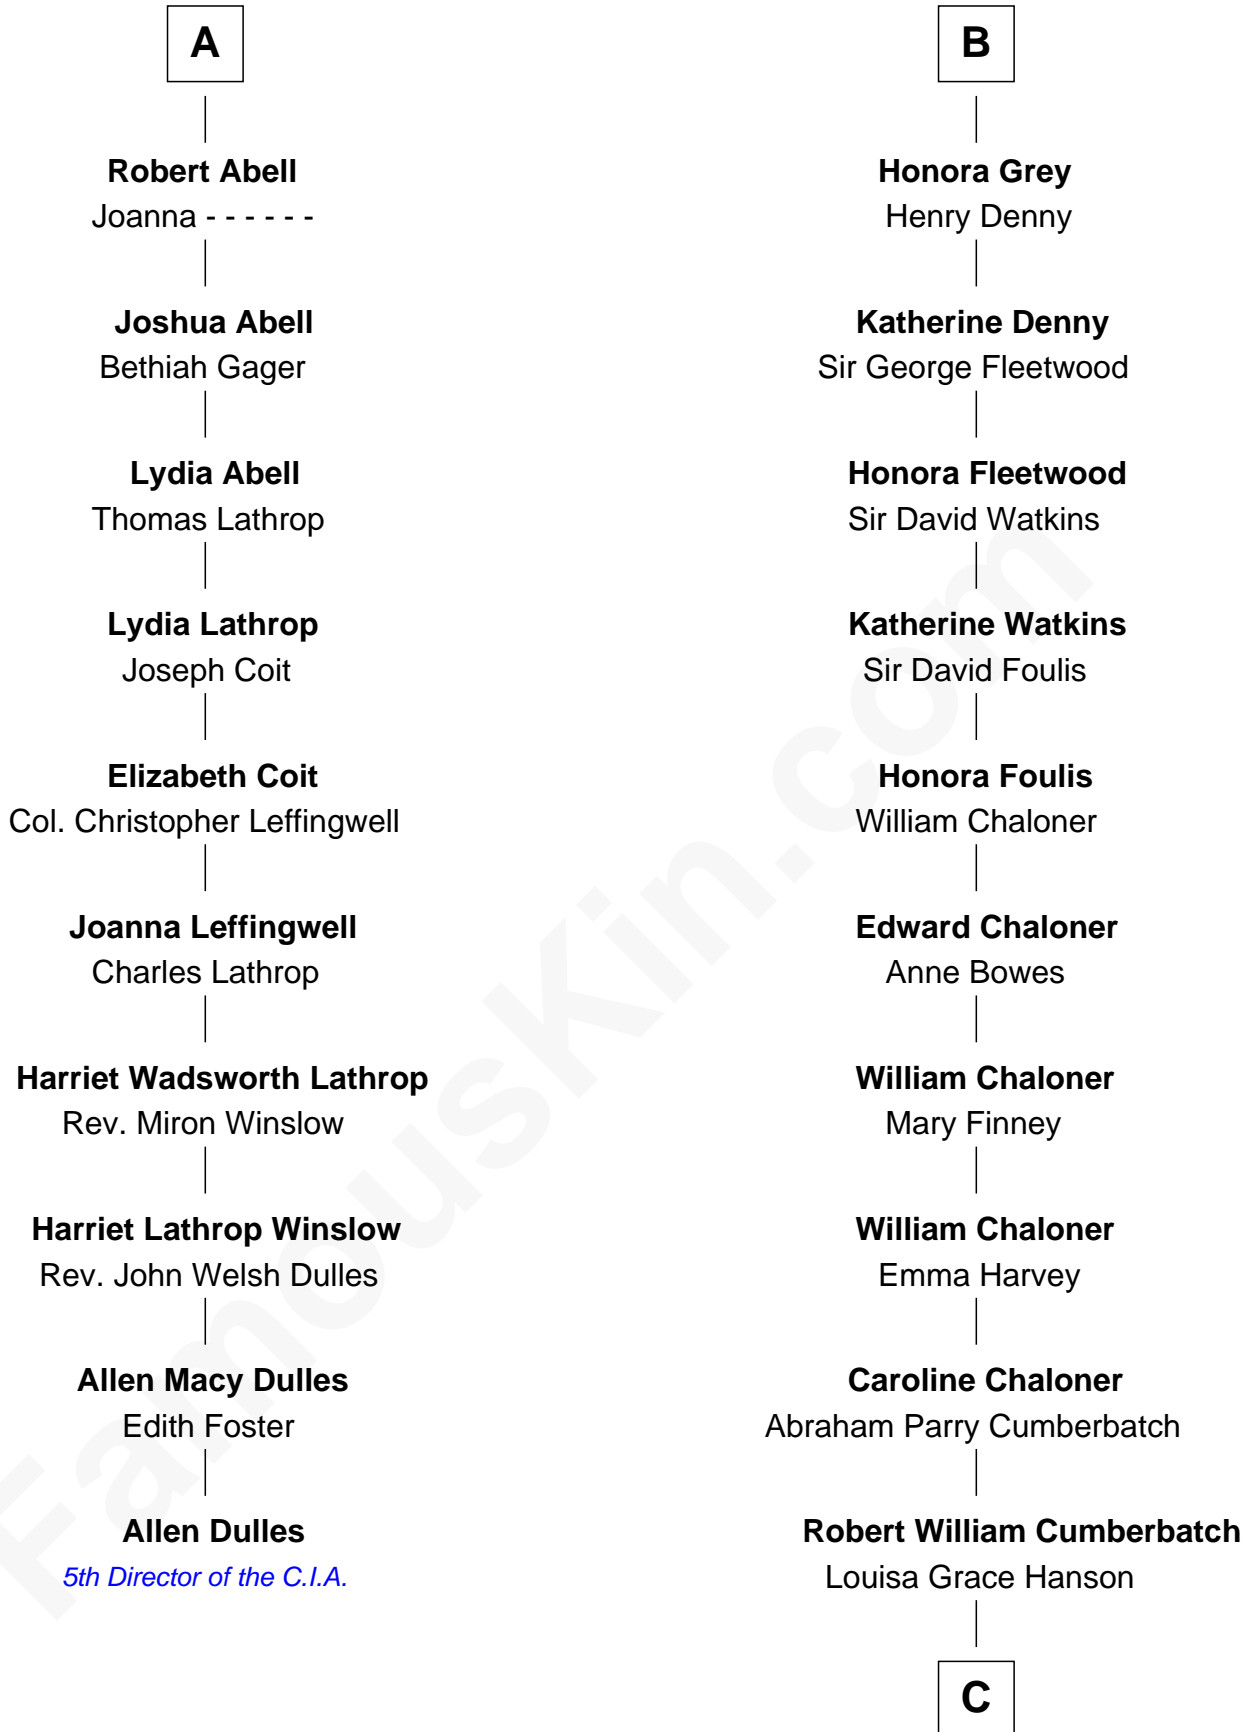 A
Robert Abell
Joanna - - - - - -
Joshua Abell
Bethiah Gager
Lydia Abell
Thomas Lathrop
Lydia Lathrop
Joseph Coit
Elizabeth Coit
Col. Christopher Leffingwell
Joanna Leffingwell
Charles Lathrop
Harriet Wadsworth Lathrop
Rev. Miron Winslow
Harriet Lathrop Winslow
Rev. John Welsh Dulles
Allen Macy Dulles
Edith Foster
Allen Dulles
5th Director of the C.I.A.
B
Honora Grey
Henry Denny
Katherine Denny
Sir George Fleetwood
Honora Fleetwood
Sir David Watkins
Katherine Watkins
Sir David Foulis
Honora Foulis
William Chaloner
Edward Chaloner
Anne Bowes
William Chaloner
Mary Finney
William Chaloner
Emma Harvey
Caroline Chaloner
Abraham Parry Cumberbatch
Robert William Cumberbatch
Louisa Grace Hanson
C
FamousKin.com